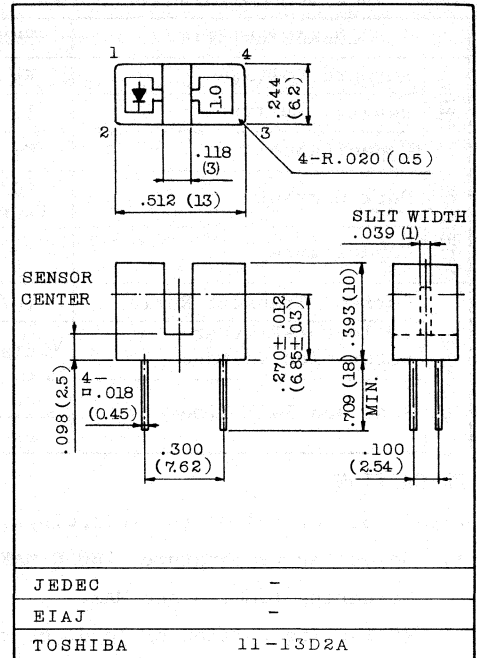 1 4
1.0
.244
(6.2)
2 3
.118
(3)
4-R.020 (0.5)
.512 (13)
SLIT WIDTH
.039 (1)
SENSOR
CENTER
.270±.012
(6.85±0.3)
.393 (10)
.098 (2.5)
4-
□.018
(0.45)
.709 (18)
MIN.
.300
(7.62)
.100
(2.54)
JEDEC -
EIAJ -
TOSHIBA 11-13D2A